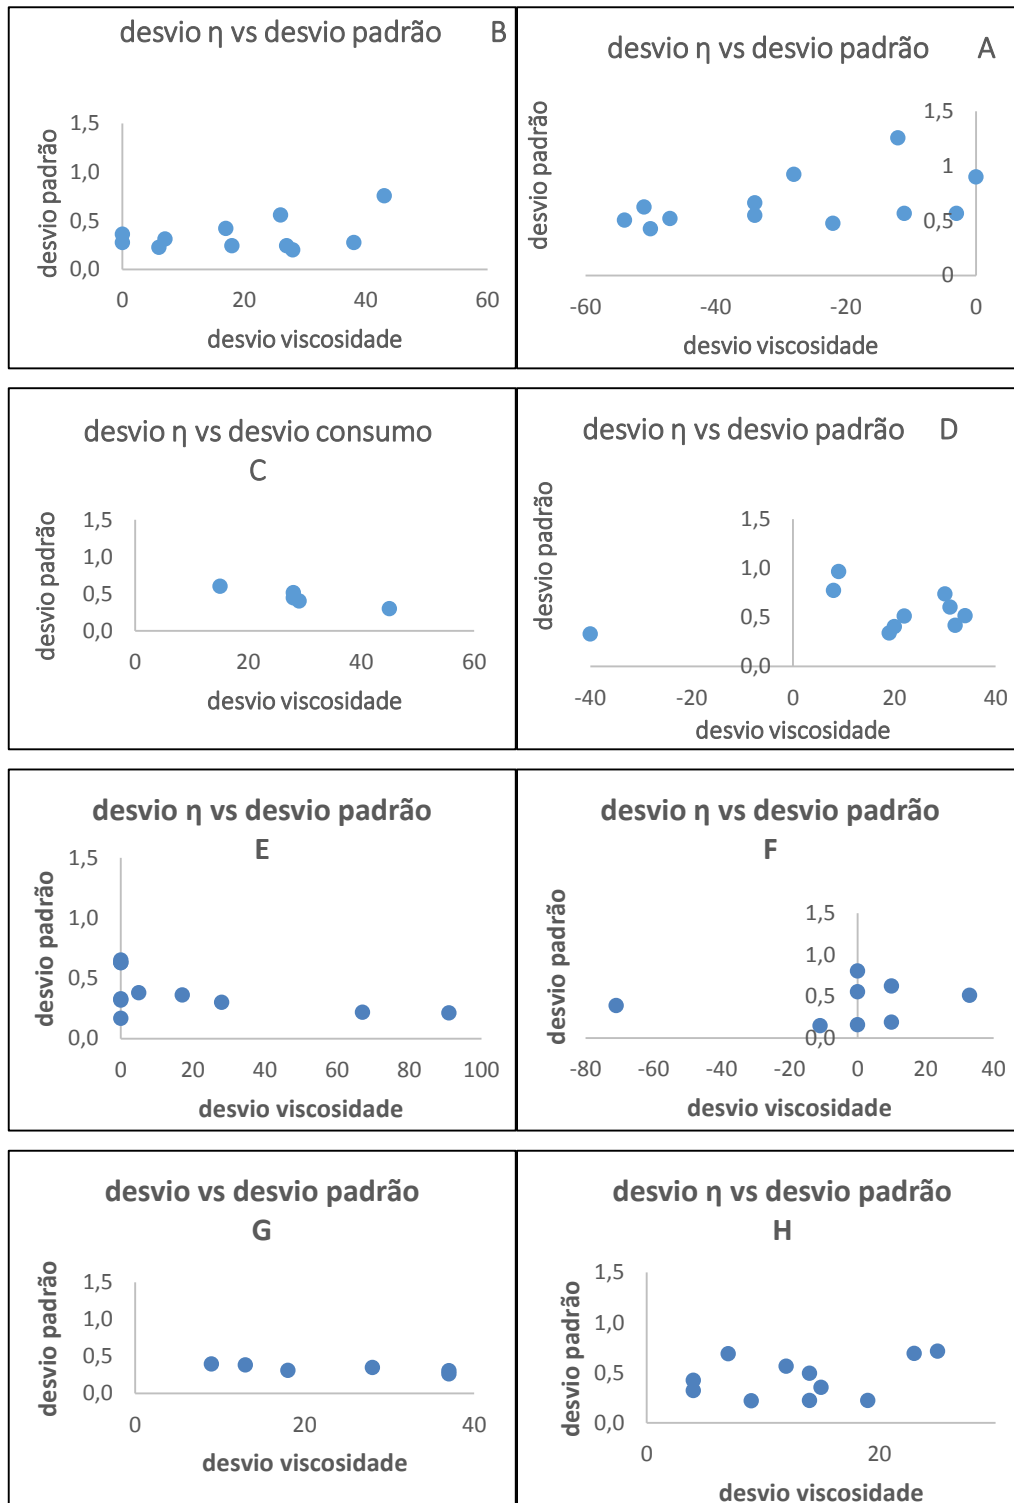 desvio η vs desvio padrão B
desvio padrão
1,5
1,0
0,5
0,0
0 20 40 60
desvio viscosidade
desvio η vs desvio padrão A
desvio padrão
1,5
1
0,5
0
-60 -40 -20 0
desvio viscosidade
desvio η vs desvio consumo
C
desvio padrão
1,5
1,0
0,5
0,0
0 20 40 60
desvio viscosidade
desvio η vs desvio padrão D
desvio padrão
1,5
1,0
0,5
0,0
-40 -20 0 20 40
desvio viscosidade
desvio η vs desvio padrão
E
desvio padrão
1,5
1,0
0,5
0,0
0 20 40 60 80 100
desvio viscosidade
desvio η vs desvio padrão
F
desvio padrão
1,5
1,0
0,5
0,0
-80 -60 -40 -20 0 20 40
desvio viscosidade
desvio vs desvio padrão
G
desvio padrão
1,5
1,0
0,5
0,0
0 20 40
desvio viscosidade
desvio η vs desvio padrão
H
desvio padrão
1,5
1,0
0,5
0,0
0 20
desvio viscosidade